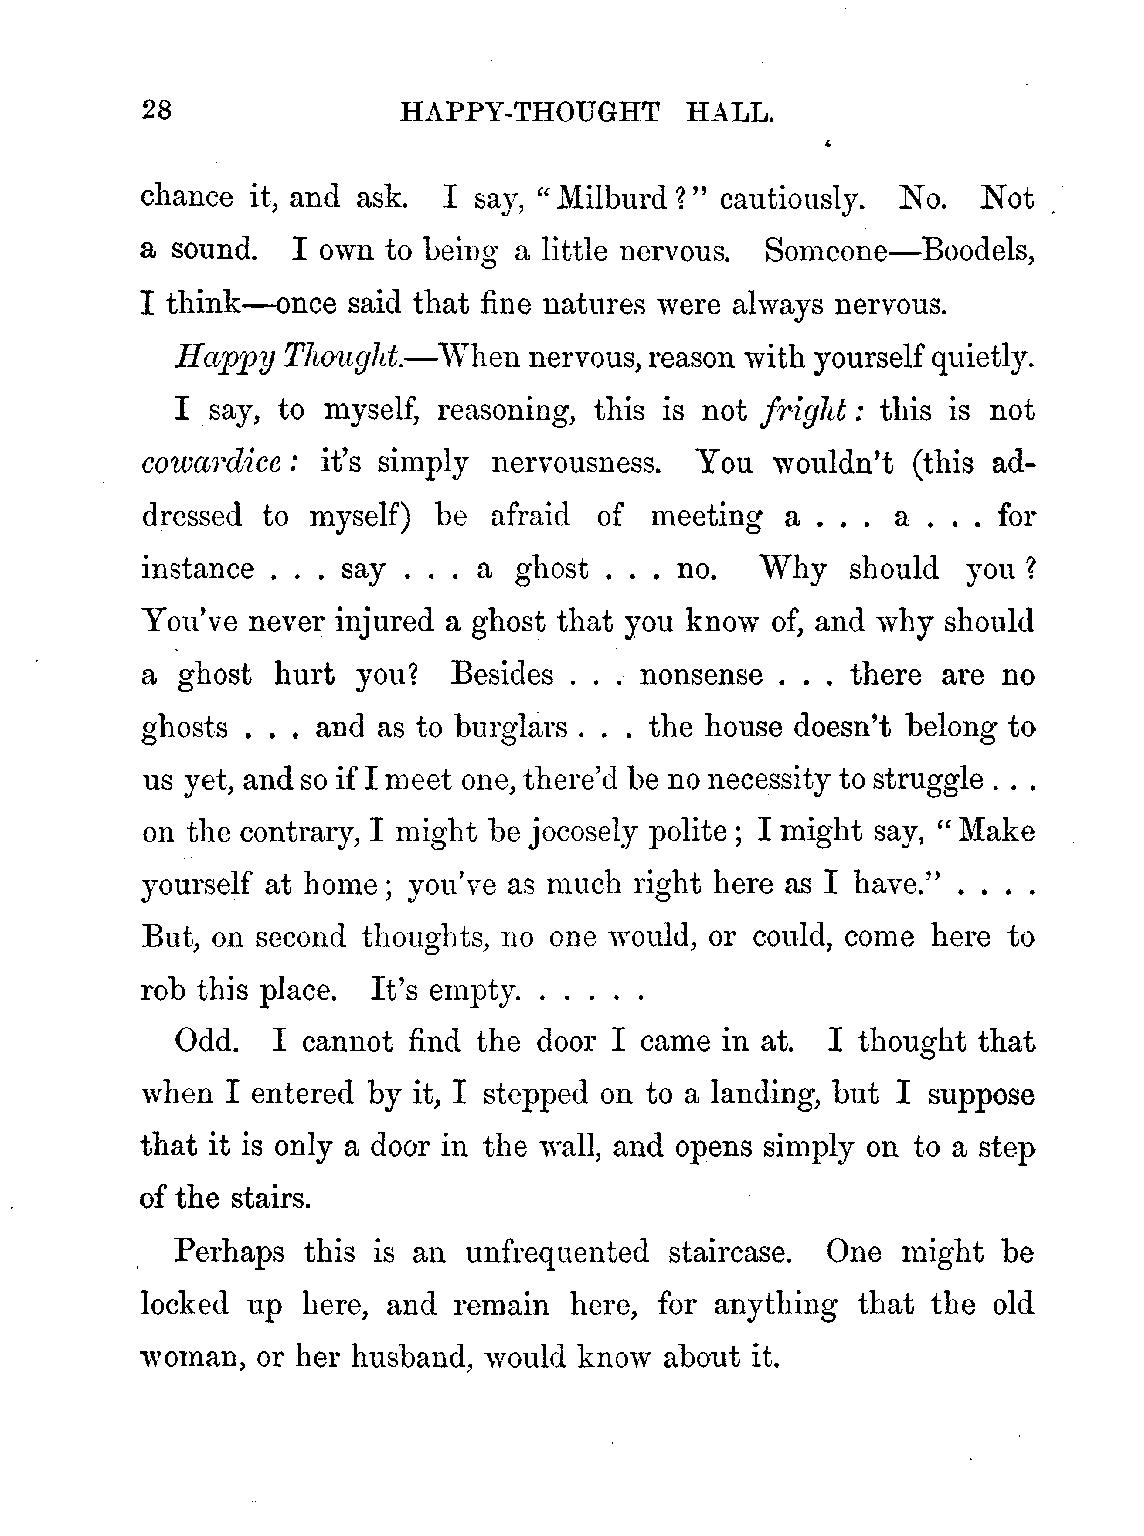 28 HAPPY-THOUGHT HALL.
chance it, and ask. I say, “Milburd?” cautiously. No. Not
a sound. I own to being a little nervous. Someone—Boodels,
I think—once said that fine natures were always nervous.
Happy Thought.—When nervous, reason with yourself quietly.
I say, to myself, reasoning, this is not fright: this is not
cowardice: it’s simply nervousness. You wouldn’t (this ad-
dressed to myself) be afraid of meeting a . . . a . . . for
instance . . . say . . . a ghost . . . no. Why should you?
You’ve never injured a ghost that you know of, and why should
a ghost hurt you? Besides . . . nonsense . . . there are no
ghosts . . . and as to burglars . . . the house doesn’t belong to
us yet, and so if I meet one, there’d be no necessity to struggle . . .
on the contrary, I might be jocosely polite; I might say, “Make
yourself at home; you’ve as much right here as I have.” . . . .
But, on second thoughts, no one would, or could, come here to
rob this place. It’s empty. . . . . .
Odd. I cannot find the door I came in at. I thought that
when I entered by it, I stepped on to a landing, but I suppose
that it is only a door in the wall, and opens simply on to a step
of the stairs.
Perhaps this is an unfrequented staircase. One might be
locked up here, and remain here, for anything that the old
woman, or her husband, would know about it.